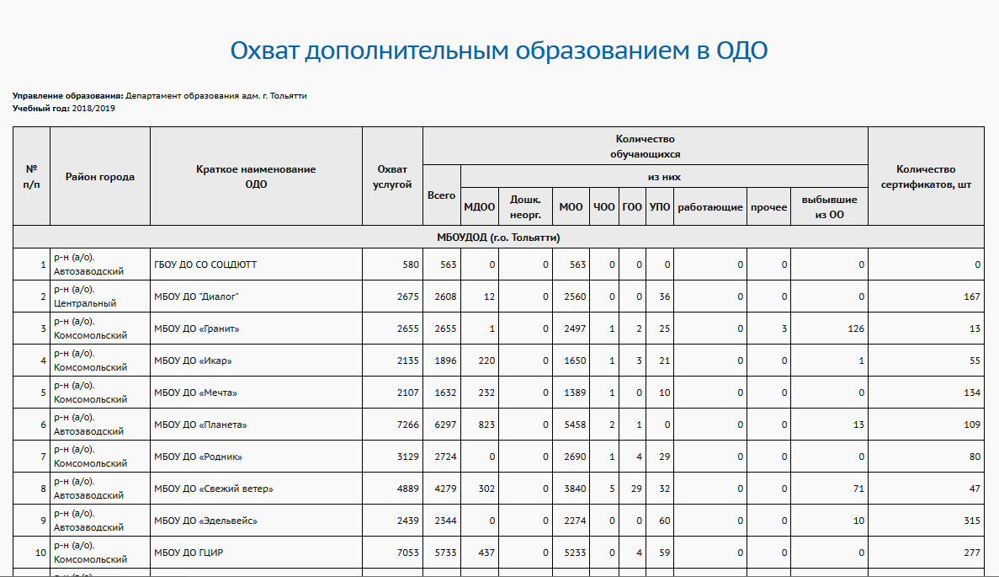 Охват дополнительным образованием в ОДО
Управление образования: Департамент образования адм. г. Тольятти
Учебный год: 2018/2019
№ п/п Район города Краткое наименование ОДО Охват услугой Количество обучающихся Количество сертификатов, шт
Всего из них
МДОО Дошк. неорг. МОО ЧОО ГОО УПО работающие прочее выбывшие из ОО
МБОУДОД (г.о. Тольятти)
1 р-н (а/о). Автозаводский ГБОУ ДО СО СОЦДЮТТ 580 563 0 0 563 0 0 0 0 0 0 0
2 р-н (а/о). Центральный МБОУ ДО "Диалог" 2675 2608 12 0 2560 0 0 36 0 0 0 167
3 р-н (а/о). Комсомольский МБОУ ДО «Гранит» 2655 2655 1 0 2497 1 2 25 0 3 126 13
4 р-н (а/о). Комсомольский МБОУ ДО «Икар» 2135 1896 220 0 1650 1 3 21 0 0 1 55
5 р-н (а/о). Комсомольский МБОУ ДО «Мечта» 2107 1632 232 0 1389 1 0 10 0 0 0 134
6 р-н (а/о). Автозаводский МБОУ ДО «Планета» 7266 6297 823 0 5458 2 1 0 0 0 13 109
7 р-н (а/о). Комсомольский МБОУ ДО «Родник» 3129 2724 0 0 2690 1 4 29 0 0 0 80
8 р-н (а/о). Автозаводский МБОУ ДО «Свежий ветер» 4889 4279 302 0 3840 5 29 32 0 0 71 47
9 р-н (а/о). Автозаводский МБОУ ДО «Эдельвейс» 2439 2344 0 0 2274 0 0 60 0 0 10 315
10 р-н (а/о). Комсомольский МБОУ ДО ГЦИР 7053 5733 437 0 5233 0 4 59 0 0 0 277